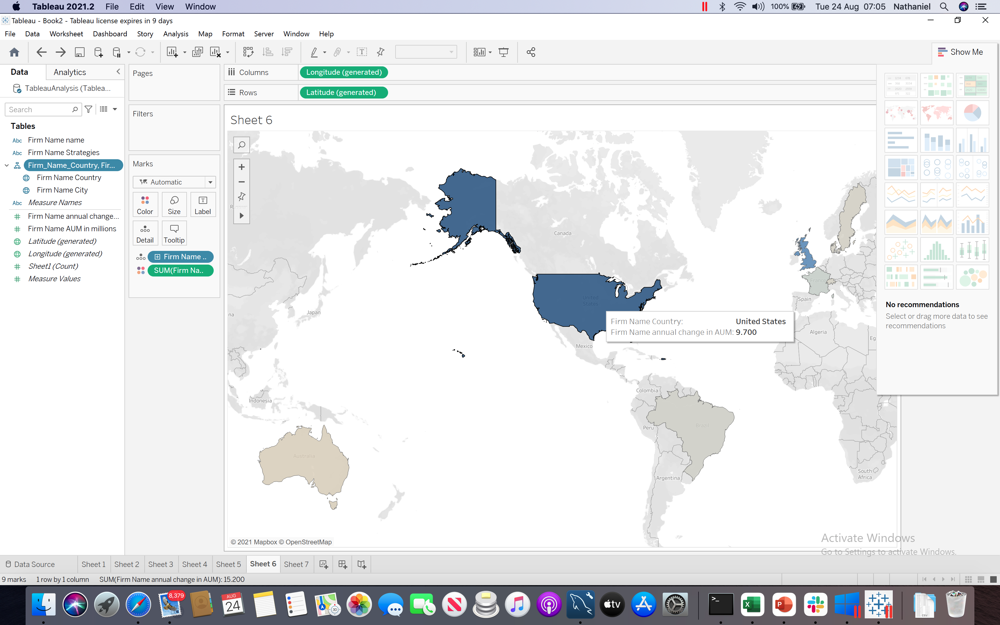 Tableau 2021.2 File Edit View Window 100% Tue 24 Aug 07:05 Nathaniel
Tableau - Book2 - Tableau license expires in 9 days
File Data Worksheet Dashboard Story Analysis Map Format Server Window Help
Show Me
Data Analytics
TableauAnalysis (Tablea...
Search
Tables
Abc Firm Name name
Abc Firm Name Strategies
Firm_Name_Country, Fir...
Firm Name Country
Firm Name City
Abc Measure Names
Firm Name annual change...
Firm Name AUM in millions
Latitude (generated)
Longitude (generated)
Sheet1 (Count)
Measure Values
Pages
Filters
Marks
Automatic
Color Size Label
Detail Tooltip
Firm Name ..
SUM(Firm Na..
Columns Longitude (generated)
Rows Latitude (generated)
Sheet 6
Canada
France
Spain
United
States
Japan
na
Firm Name Country: United States
Firm Name annual change in AUM: 9.700
Algeria
Eg
Mexico
Colombia
Indonesia
Brazil
Peru
Australia
South
Africa
Argentina
© 2021 Mapbox © OpenStreetMap
No recommendations
Select or drag more data to see
recommendations
Activate Windows
Go to Settings to activate Windows.
Data Source Sheet 1 Sheet 2 Sheet 3 Sheet 4 Sheet 5 Sheet 6 Sheet 7
9 marks 1 row by 1 column SUM(Firm Name annual change in AUM): 15.200
8,379
AUG
24
3D
tv
X
P
CSV